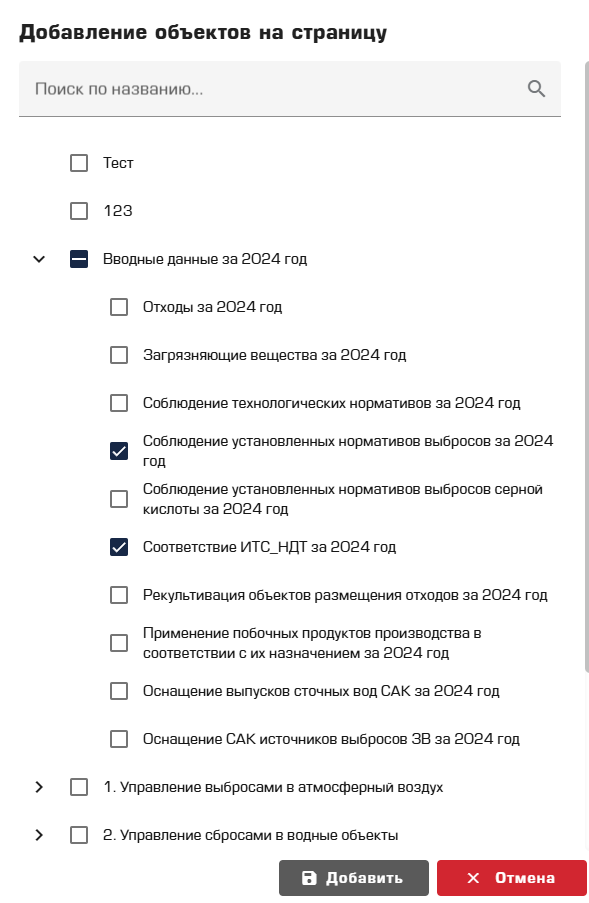 Добавление объектов на страницу
Поиск по названию...
Тест
123
Вводные данные за 2024 год
Отходы за 2024 год
Загрязняющие вещества за 2024 год
Соблюдение технологических нормативов за 2024 год
Соблюдение установленных нормативов выбросов за 2024
год
Соблюдение установленных нормативов выбросов серной
кислоты за 2024 год
Соответствие ИТС_НДТ за 2024 год
Рекультивация объектов размещения отходов за 2024 год
Применение побочных продуктов производства в
соответствии с их назначением за 2024 год
Оснащение выпусков сточных вод САК за 2024 год
Оснащение САК источников выбросов ЗВ за 2024 год
1. Управление выбросами в атмосферный воздух
2. Управление сбросами в водные объекты
Добавить Отмена